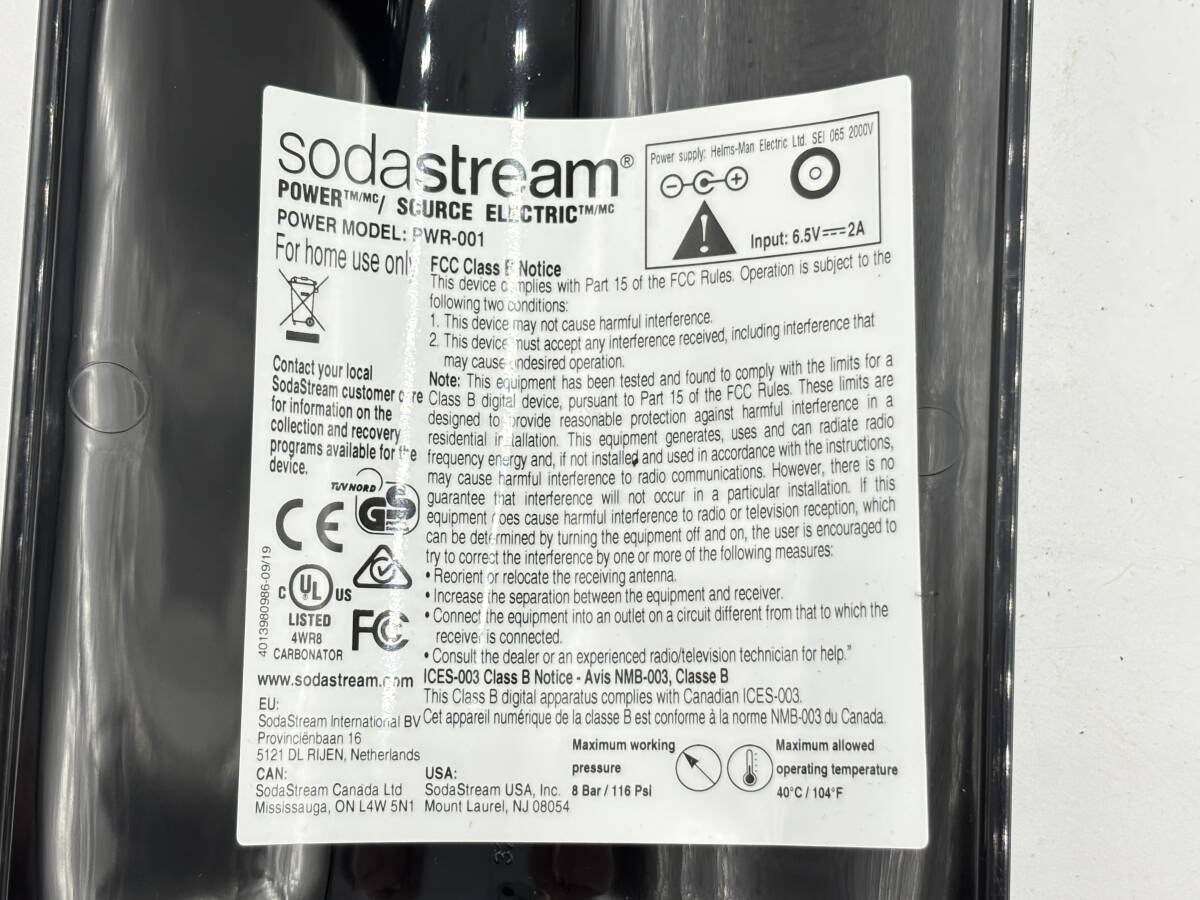 sodastream®
POWER™/MC/ SOURCE ELECTRIC™/MC
POWER MODEL: PWR-001
For home use only
Power supply: Helms-Man Electric Ltd. SEI 065 2000V
Input: 6.5V⎓2A
Contact your local
SodaStream customer care
for information on the
collection and recovery
programs available for the
device.
TÜV NORD
GS
CE
C UL US
LISTED
4WR8
CARBONATOR
FC
4013980986-09/19
www.sodastream.com
FCC Class B Notice
This device complies with Part 15 of the FCC Rules. Operation is subject to the
following two conditions:
1. This device may not cause harmful interference.
2. This device must accept any interference received, including interference that
may cause undesired operation.
Note: This equipment has been tested and found to comply with the limits for a
Class B digital device, pursuant to Part 15 of the FCC Rules. These limits are
designed to provide reasonable protection against harmful interference in a
residential installation. This equipment generates, uses and can radiate radio
frequency energy and, if not installed and used in accordance with the instructions,
may cause harmful interference to radio communications. However, there is no
guarantee that interference will not occur in a particular installation. If this
equipment does cause harmful interference to radio or television reception, which
can be determined by turning the equipment off and on, the user is encouraged to
try to correct the interference by one or more of the following measures:
• Reorient or relocate the receiving antenna.
• Increase the separation between the equipment and receiver.
• Connect the equipment into an outlet on a circuit different from that to which the
receiver is connected.
• Consult the dealer or an experienced radio/television technician for help."
ICES-003 Class B Notice - Avis NMB-003, Classe B
This Class B digital apparatus complies with Canadian ICES-003.
Cet appareil numérique de la classe B est conforme à la norme NMB-003 du Canada.
EU:
SodaStream International BV
Provinciënbaan 16
5121 DL RIJEN, Netherlands
CAN:
SodaStream Canada Ltd
Mississauga, ON L4W 5N1
USA:
SodaStream USA, Inc.
Mount Laurel, NJ 08054
Maximum working
pressure
8 Bar / 116 Psi
Maximum allowed
operating temperature
40°C / 104°F